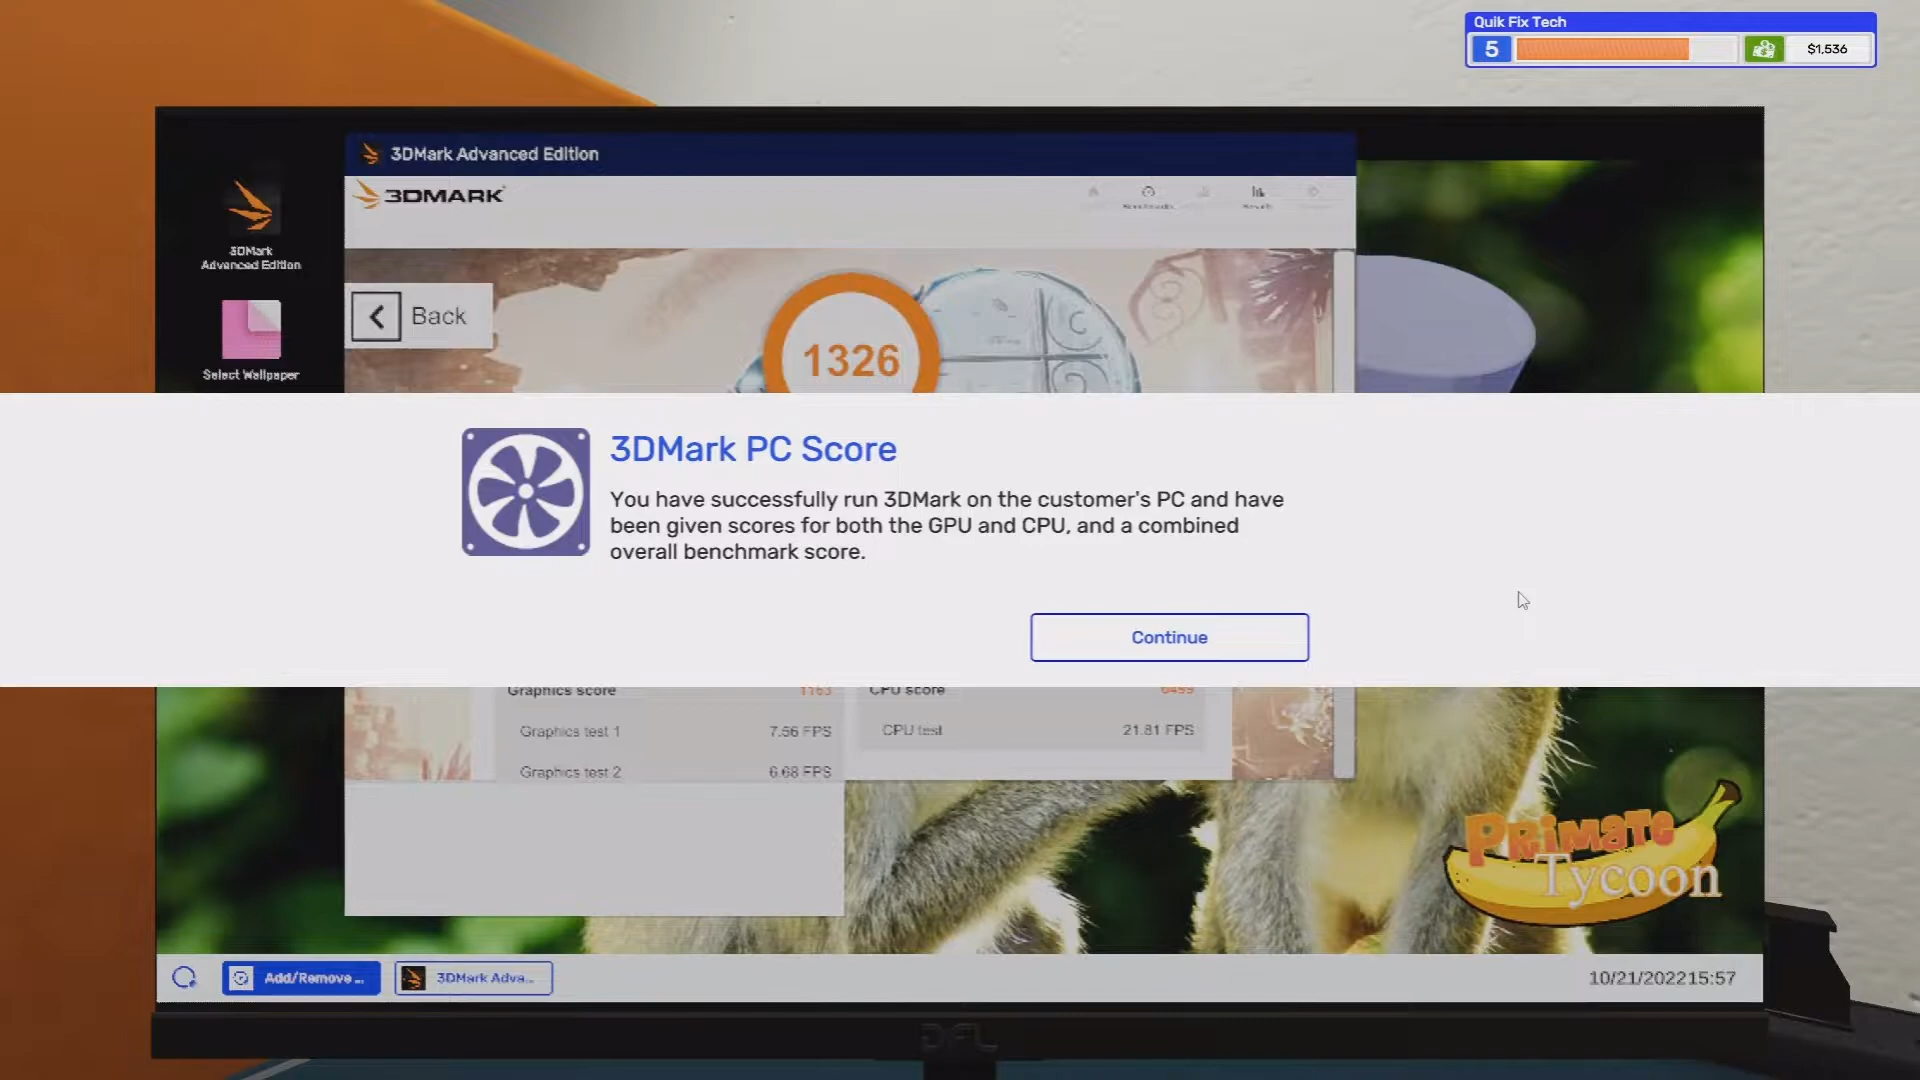 Quik Fix Tech
5
$1,536
3DMark Advanced Edition
3DMARK
3DMark
Advanced Edition
Back
1326
Select Wallpaper
3DMark PC Score
You have successfully run 3DMark on the customer's PC and have
been given scores for both the GPU and CPU, and a combined
overall benchmark score.
Continue
Graphics score 1163
CPU score 6499
Graphics test 1 7.56 FPS
CPU test 21.81 FPS
Graphics test 2 6.68 FPS
PRIMATE
Tycoon
Add/Remove ...
3DMark Adva...
10/21/202215:57
DFL